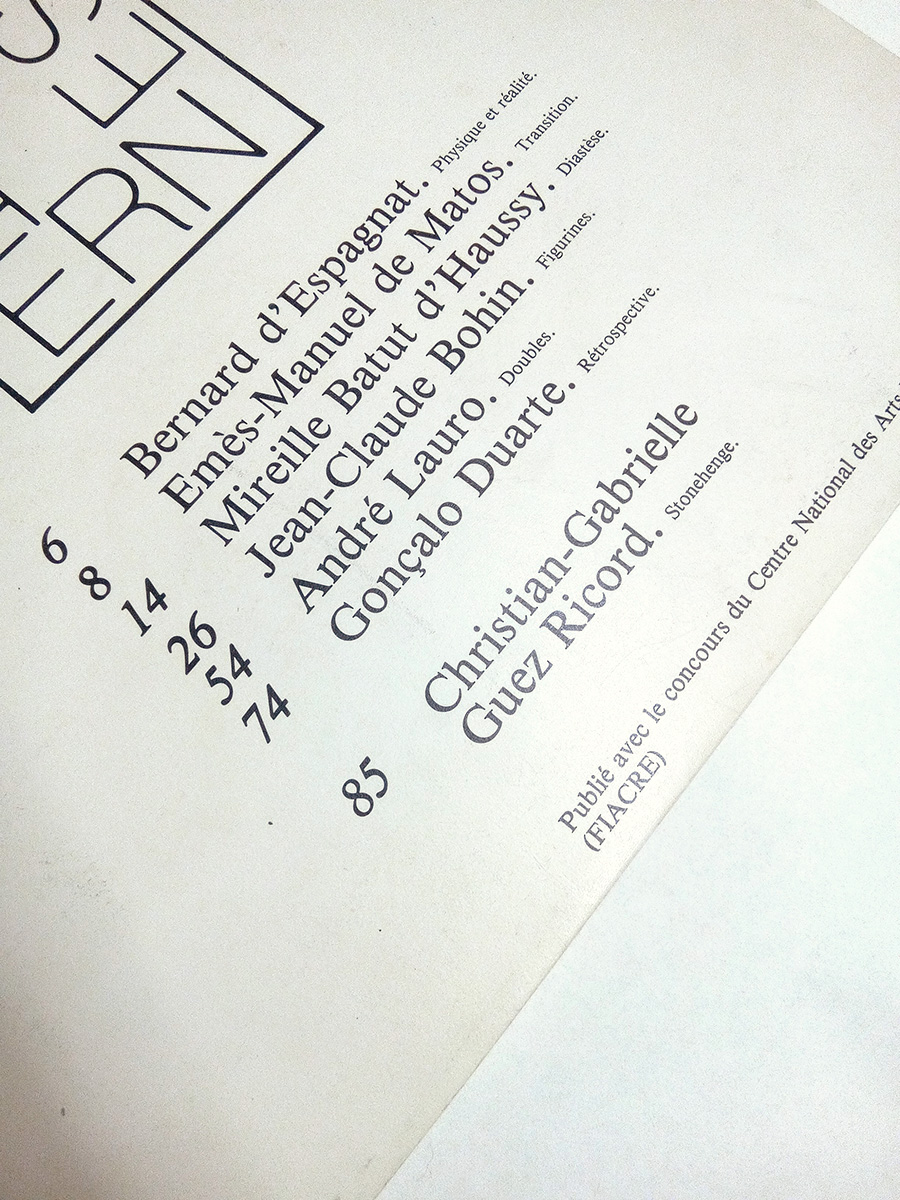 ERN
6 Bernard d'Espagnat. Physique et réalité.
8 Emès-Manuel de Matos. Transition.
14 Mireille Batut d'Haussy. Diastèse.
26 Jean-Claude Bohin. Figurines.
54 André Lauro. Doubles.
74 Gonçalo Duarte. Rétrospective.
85 Christian-Gabrielle
Guez Ricord. Stonehenge.
Publié avec le concours du Centre National des Arts
(FIACRE)